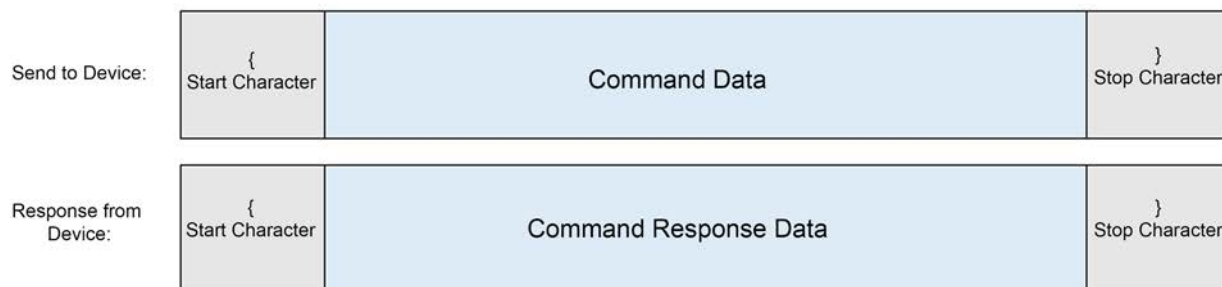 Send to Device:
{
Start Character
Command Data
}
Stop Character
Response from
Device:
{
Start Character
Command Response Data
}
Stop Character